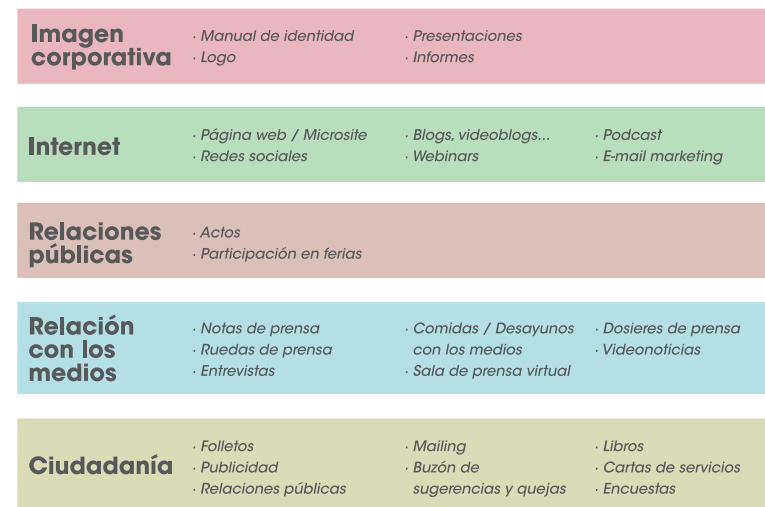 Imagen
corporativa
· Manual de identidad
· Logo
· Presentaciones
· Informes
Internet
· Página web / Microsite
· Redes sociales
· Blogs, videoblogs...
· Webinars
· Podcast
· E-mail marketing
Relaciones
públicas
· Actos
· Participación en ferias
Relación
con los
medios
· Notas de prensa
· Ruedas de prensa
· Entrevistas
· Comidas / Desayunos
con los medios
· Sala de prensa virtual
· Dosieres de prensa
· Videonoticias
Ciudadanía
· Folletos
· Publicidad
· Relaciones públicas
· Mailing
· Buzón de
sugerencias y quejas
· Libros
· Cartas de servicios
· Encuestas